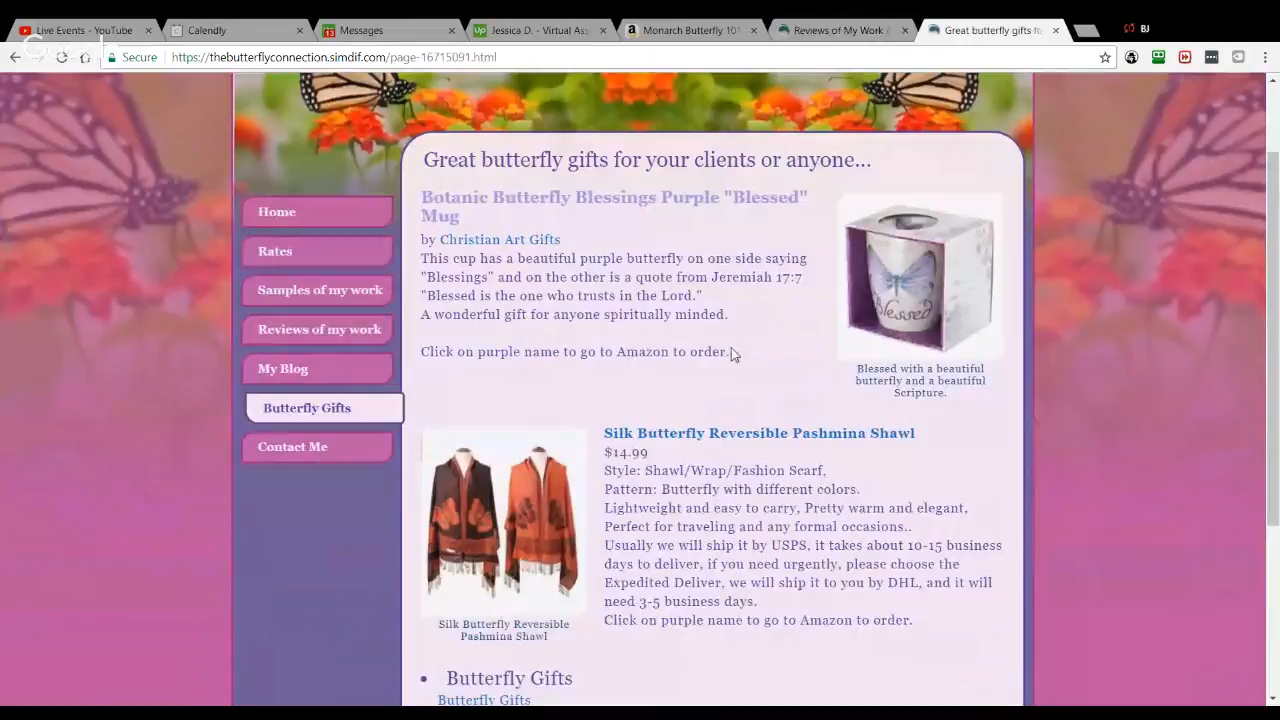 Live Events - YouTube
Calendly
Messages
Jessica D. - Virtual Ass
Monarch Butterfly 101
Reviews of My Work
Great butterfly gifts fo
BJ
Secure
https://thebutterflyconnection.simdif.com/page-16715091.html
Great butterfly gifts for your clients or anyone...
Home
Rates
Samples of my work
Reviews of my work
My Blog
Butterfly Gifts
Contact Me
Botanic Butterfly Blessings Purple "Blessed"
Mug
by Christian Art Gifts
This cup has a beautiful purple butterfly on one side saying
"Blessings" and on the other is a quote from Jeremiah 17:7
"Blessed is the one who trusts in the Lord."
A wonderful gift for anyone spiritually minded.
Click on purple name to go to Amazon to order.
Blessed
Blessed with a beautiful
butterfly and a beautiful
Scripture.
Silk Butterfly Reversible Pashmina Shawl
$14.99
Style: Shawl/Wrap/Fashion Scarf,
Pattern: Butterfly with different colors.
Lightweight and easy to carry, Pretty warm and elegant,
Perfect for traveling and any formal occasions..
Usually we will ship it by USPS, it takes about 10-15 business
days to deliver, if you need urgently, please choose the
Expedited Deliver, we will ship it to you by DHL, and it will
need 3-5 business days.
Click on purple name to go to Amazon to order.
Silk Butterfly Reversible
Pashmina Shawl
Butterfly Gifts
Butterfly Gifts